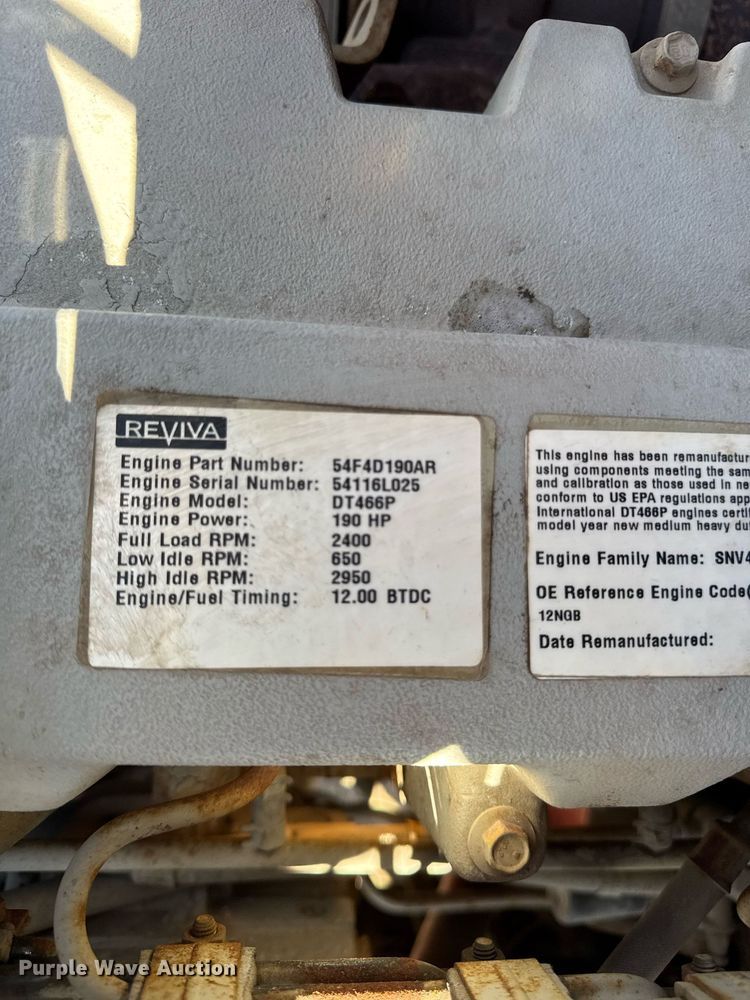 REVIVA
Engine Part Number: 54F4D190AR
Engine Serial Number: 54116L025
Engine Model: DT466P
Engine Power: 190 HP
Full Load RPM: 2400
Low Idle RPM: 650
High Idle RPM: 2950
Engine/Fuel Timing: 12.00 BTDC
This engine has been remanufactur
using components meeting the sam
and calibration as those used in ne
conform to US EPA regulations app
International DT466P engines certi
model year new medium heavy du
Engine Family Name: SNV4
OE Reference Engine Code(
12NGB
Date Remanufactured:
Purple Wave Auction